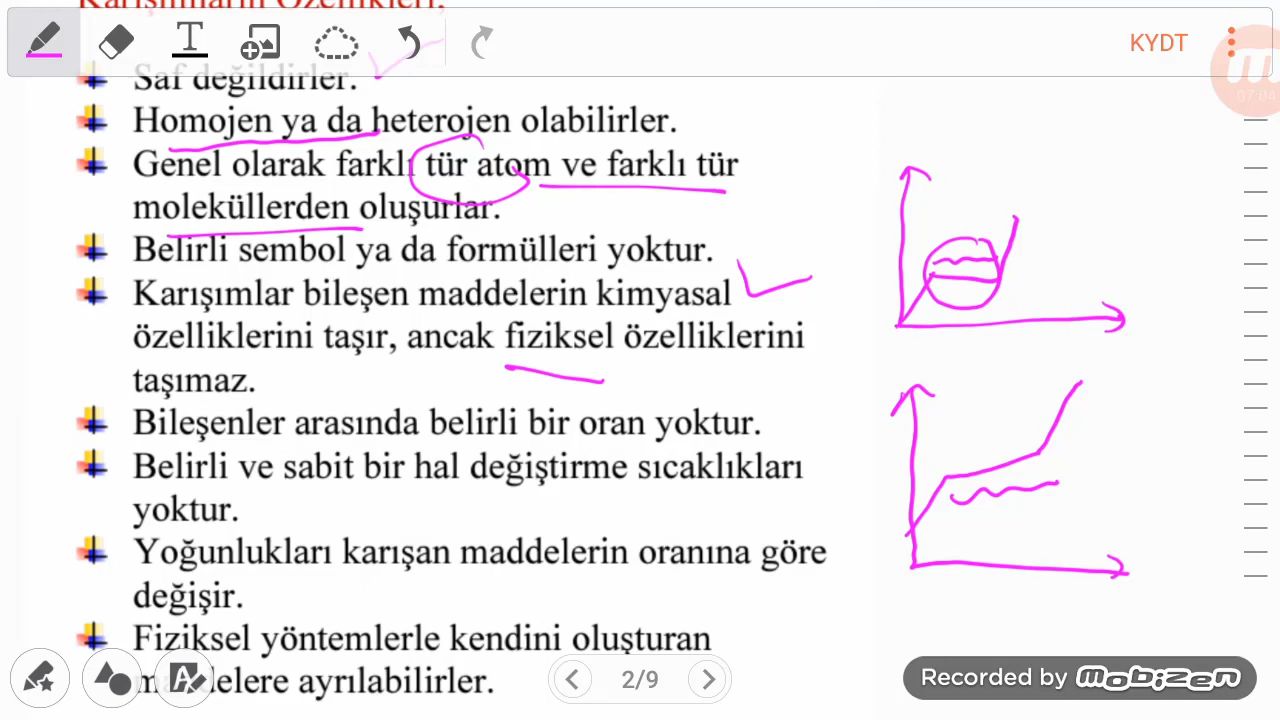 Karışımların Özellikleri;
T
KYDT
Saf değildirler.
Homojen ya da heterojen olabilirler.
Genel olarak farklı tür atom ve farklı tür
moleküllerden oluşurlar.
Belirli sembol ya da formülleri yoktur.
Karışımlar bileşen maddelerin kimyasal
özelliklerini taşır, ancak fiziksel özelliklerini
taşımaz.
Bileşenler arasında belirli bir oran yoktur.
Belirli ve sabit bir hal değiştirme sıcaklıkları
yoktur.
Yoğunlukları karışan maddelerin oranına göre
değişir.
Fiziksel yöntemlerle kendini oluşturan
maddelere ayrılabilirler.
2/9
Recorded by mobizen